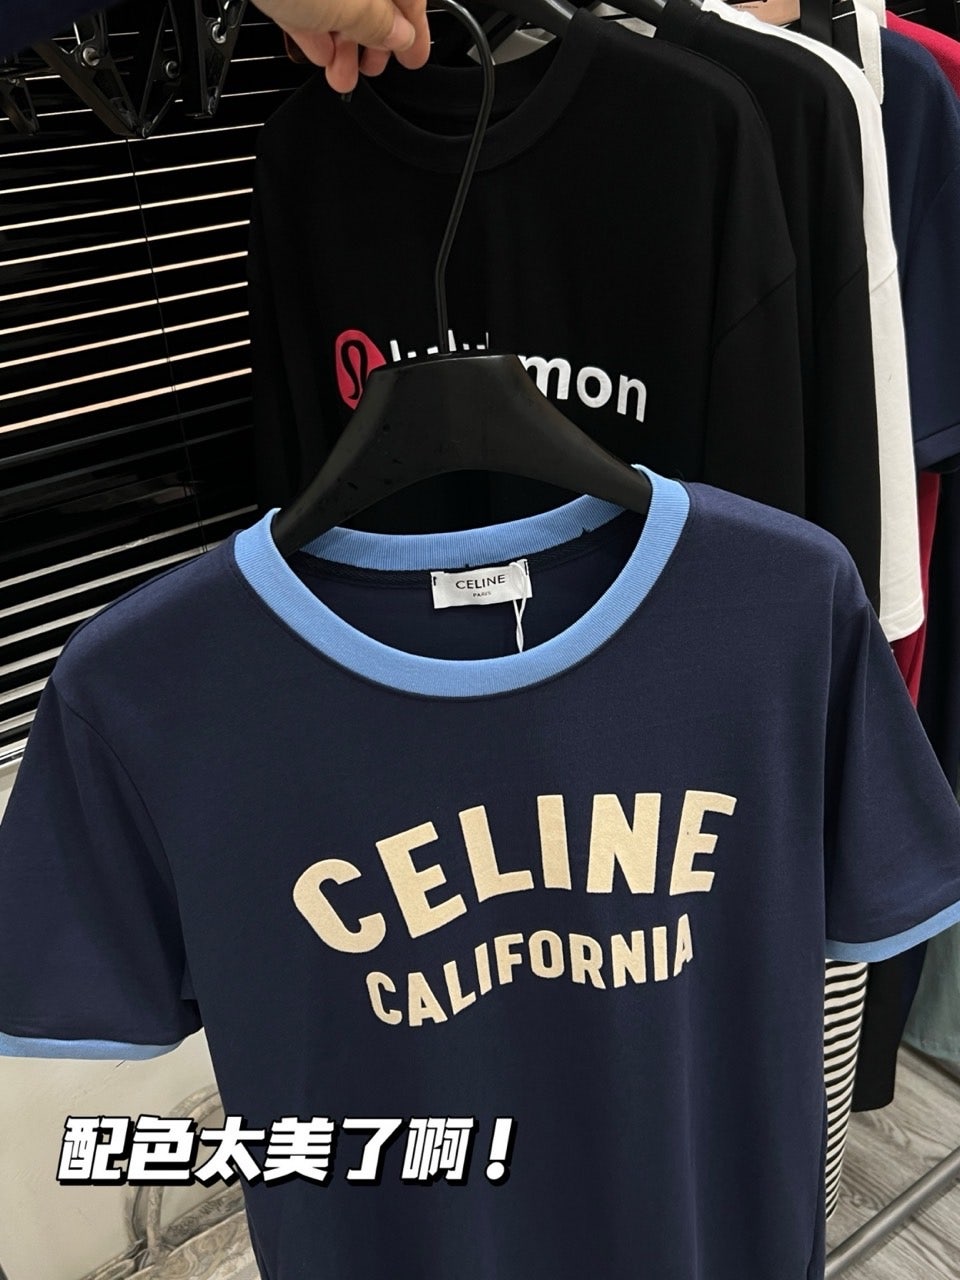 mon
CELINE
PARIS
CELINE
CALIFORNIA
配色太美了啊！